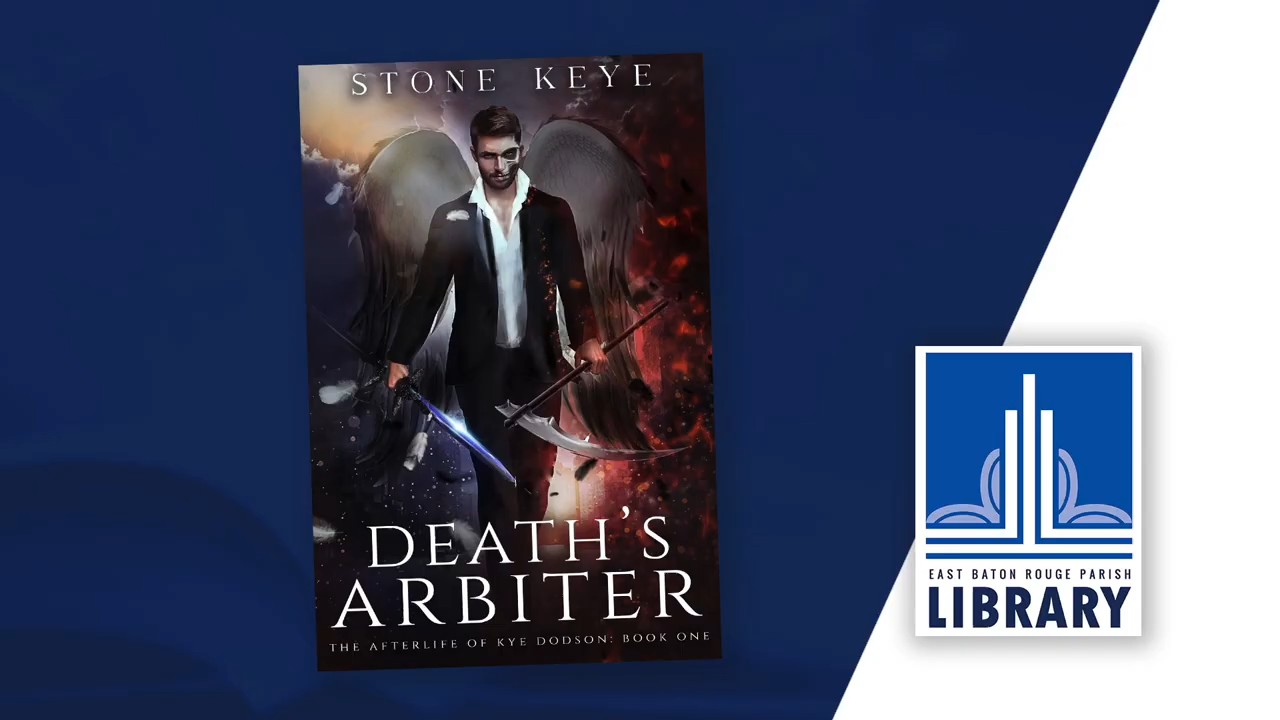 STONE KEYE
DEATH'S
ARBITER
THE AFTERLIFE OF KYE DODSON: BOOK ONE
EAST BATON ROUGE PARISH
LIBRARY